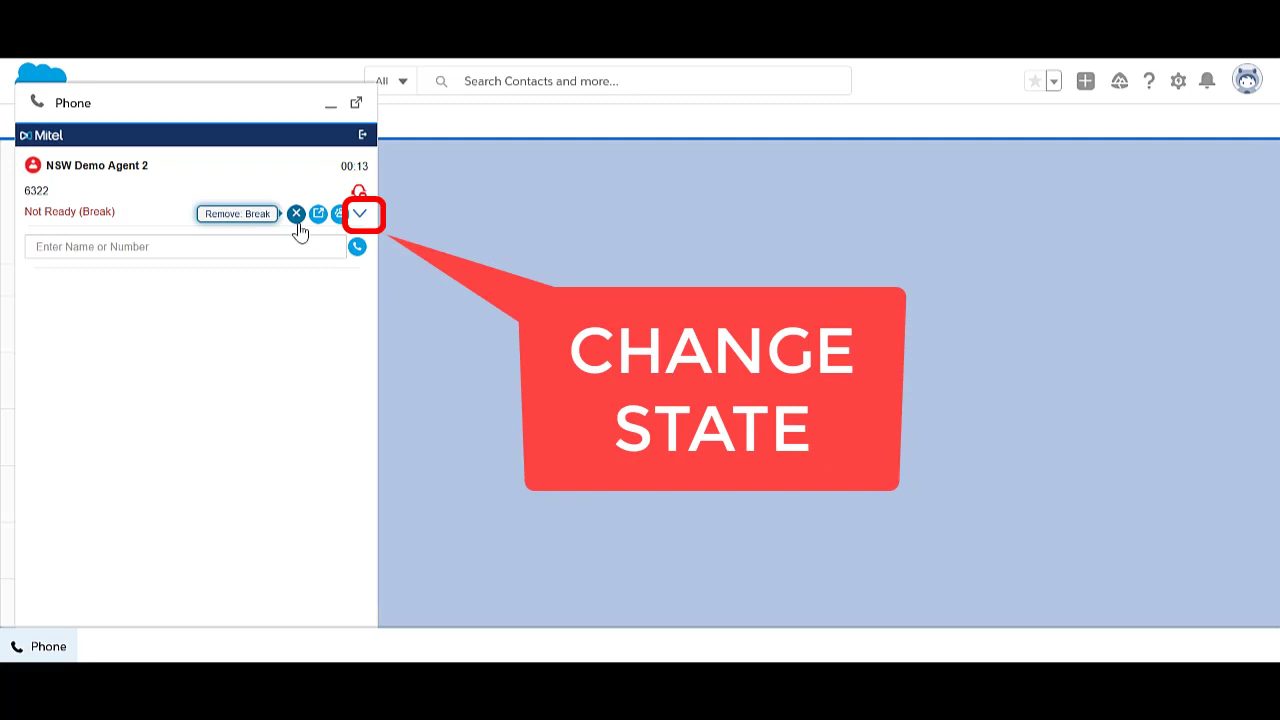 All
Search Contacts and more...
Phone
Mitel
NSW Demo Agent 2
00:13
6322
Not Ready (Break)
Remove: Break
Enter Name or Number
CHANGE
STATE
Phone